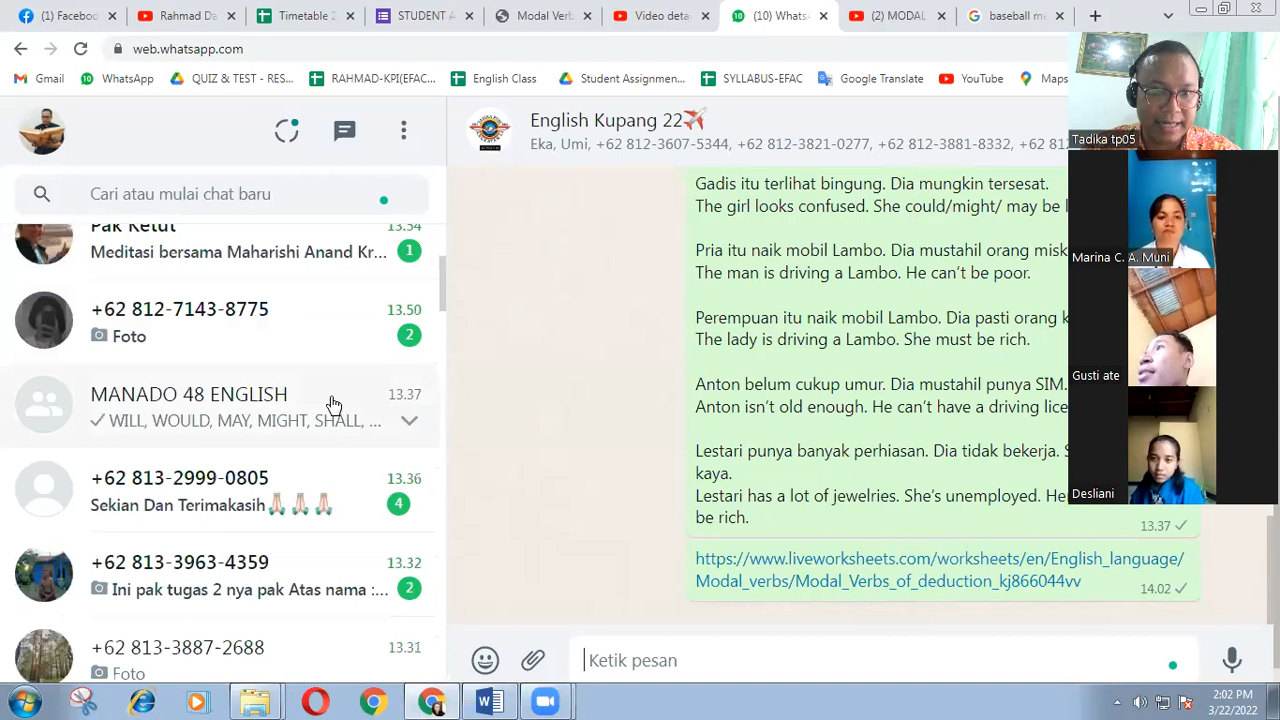 (1) Faceboo
Rahmad Da
Timetable 2
STUDENT A
Modal Verb
Video deta
(10) Whats
(2) MODAL
baseball m
web.whatsapp.com
Gmail
WhatsApp
QUIZ & TEST - RES...
RAHMAD-KPI(EFAC...
English Class
Student Assignmen...
SYLLABUS-EFAC
Google Translate
YouTube
Maps
English Kupang 22✈️
Eka, Umi, +62 812-3607-5344, +62 812-3821-0277, +62 812-3881-8332, +62 81
Cari atau mulai chat baru
Pak Ketut
13.54
Meditasi bersama Maharishi Anand Kr...
1
+62 812-7143-8775
13.50
Foto
2
MANADO 48 ENGLISH
13.37
WILL, WOULD, MAY, MIGHT, SHALL, ...
+62 813-2999-0805
13.36
Sekian Dan Terimakasih🙏🏻🙏🏻🙏🏻
4
+62 813-3963-4359
13.32
Ini pak tugas 2 nya pak Atas nama :...
2
+62 813-3887-2688
13.31
Foto
Gadis itu terlihat bingung. Dia mungkin tersesat.
The girl looks confused. She could/might/ may be l
Pria itu naik mobil Lambo. Dia mustahil orang misk
The man is driving a Lambo. He can't be poor.
Perempuan itu naik mobil Lambo. Dia pasti orang k
The lady is driving a Lambo. She must be rich.
Anton belum cukup umur. Dia mustahil punya SIM.
Anton isn't old enough. He can't have a driving lice
Lestari punya banyak perhiasan. Dia tidak bekerja. S
kaya.
Lestari has a lot of jewelries. She's unemployed. He
be rich.
13.37
https://www.liveworksheets.com/worksheets/en/English_language/
Modal_verbs/Modal_Verbs_of_deduction_kj866044vv
14.02
Ketik pesan
Tadika tp05
Marina C. A. Muni
Gusti ate
Desliani
2:02 PM
3/22/2022